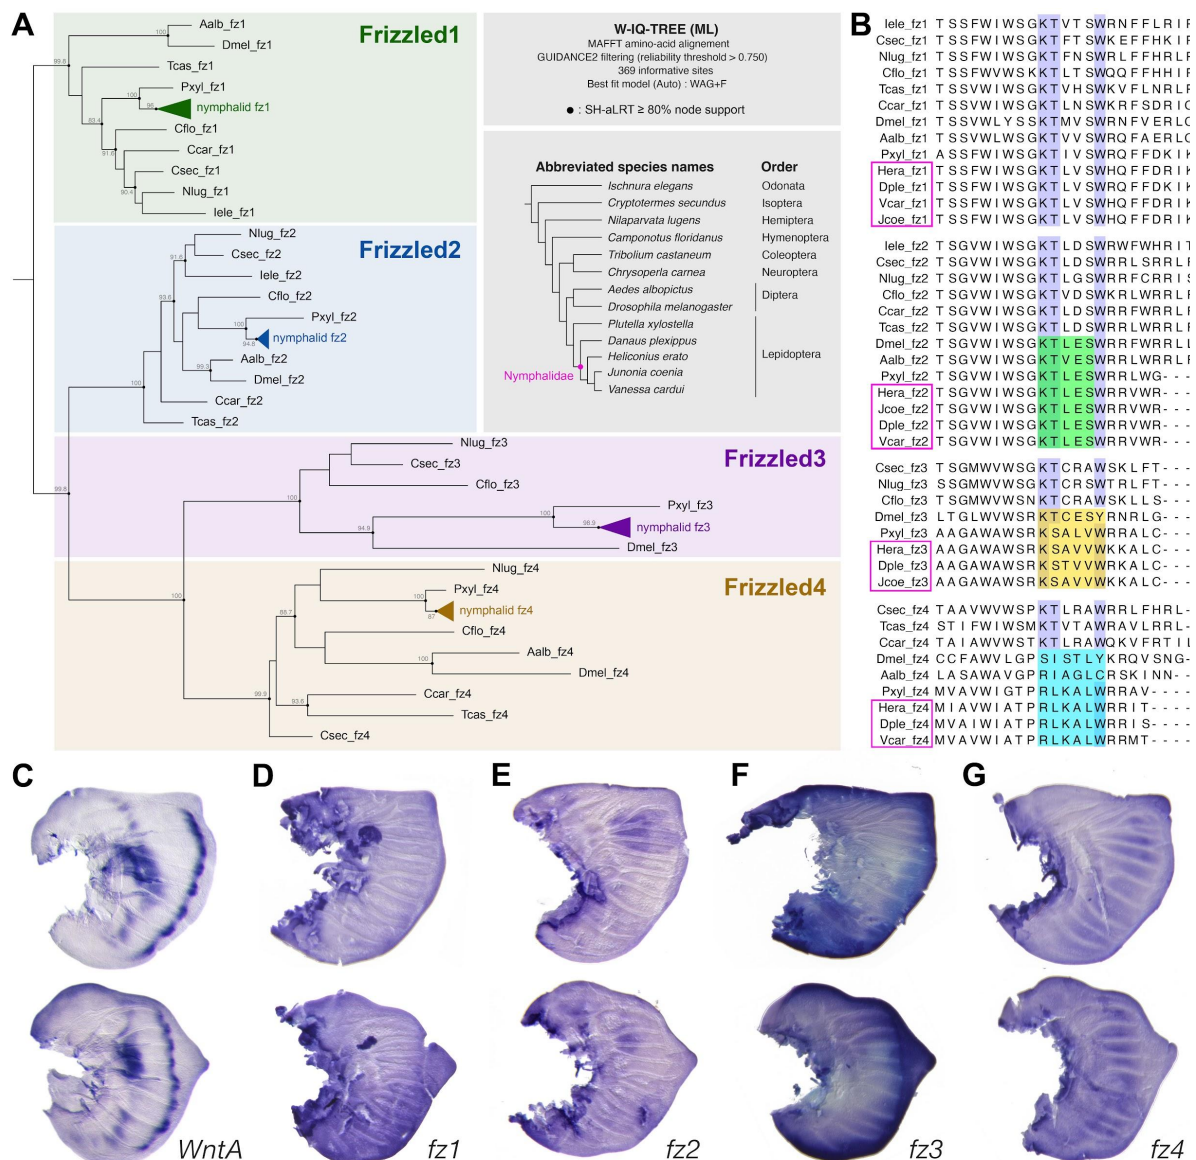 A
Frizzled1
Aalb_fz1
100
Dmel_fz1
99.6
Tcas_fz1
Pxyl_fz1
100
96
nymphalid fz1
83.4
Cflo_fz1
91.6
Ccar_fz1
Csec_fz1
90.4
Nlug_fz1
Iele_fz1
Frizzled2
Nlug_fz2
91.6
Csec_fz2
Iele_fz2
93.6
Cflo_fz2
Pxyl_fz2
100
94.6
nymphalid fz2
Aalb_fz2
99.3
Dmel_fz2
100
Ccar_fz2
Tcas_fz2
99.8
Frizzled3
Nlug_fz3
Csec_fz3
Cflo_fz3
100
Pxyl_fz3
100
98.9
nymphalid fz3
94.9
Dmel_fz3
Frizzled4
Nlug_fz4
100
Pxyl_fz4
100
87
nymphalid fz4
88.7
Cflo_fz4
Aalb_fz4
100
Dmel_fz4
99.9
Ccar_fz4
93.6
Tcas_fz4
Csec_fz4
W-IQ-TREE (ML)
MAFFT amino-acid alignement
GUIDANCE2 filtering (reliability threshold > 0.750)
369 informative sites
Best fit model (Auto) : WAG+F
● : SH-aLRT ≥ 80% node support
Abbreviated species names Order
Ischnura elegans Odonata
Cryptotermes secundus Isoptera
Nilaparvata lugens Hemiptera
Camponotus floridanus Hymenoptera
Tribolium castaneum Coleoptera
Chrysoperla carnea Neuroptera
Aedes albopictus
Diptera
Drosophila melanogaster
Plutella xylostella
Danaus plexippus
Lepidoptera
Heliconius erato
Nymphalidae
Junonia coenia
Vanessa cardui
B
Iele_fz1 T S S F W I W S G K T V T S W R N F F L R I
Csec_fz1 T S S F W I W S G K T F T S W K E F F H K I
Nlug_fz1 T S S F W I W S G K T F N S W R L F F H R L
Cflo_fz1 T S S F W V W S K K T L T S W Q Q F F H H I
Tcas_fz1 T S S F W I W S G K T V H S W K V F L N R L
Ccar_fz1 T S S F W I W S G K T L N S W K R F S D R I
Dmel_fz1 T S S V W L Y S S K T M V S W R N F V E R L
Aalb_fz1 T S S V W L W S G K T V V S W R Q F A E R L
Pxyl_fz1 A S S F W I W S G K T I V S W R Q F F D K I
Hera_fz1 T S S F W I W S G K T L V S W H Q F F D R I
Dple_fz1 T S S F W I W S G K T L V S W R Q F F D R I
Vcar_fz1 T S S F W I W S G K T L V S W H Q F F D R I
Jcoe_fz1 T S S F W I W S G K T L V S W H Q F F D R I
Iele_fz2 T S G V W I W S G K T L D S W R W F W H R I
Csec_fz2 T S G V W I W S G K T L D S W R R L S R R L
Nlug_fz2 T S G V W I W S G K T L G S W R R F C R R I
Cflo_fz2 T S G V W I W S G K T V D S W K R L W R R L
Ccar_fz2 T S G V W I W S G K T L D S W R R F W R R L
Tcas_fz2 T S G V W I W S G K T L D S W R R L W R R L
Dmel_fz2 T S G V W I W S G K T L E S W R R F W R R L
Aalb_fz2 T S G V W I W S G K T V E S W R R L W R R L
Pxyl_fz2 T S G V W I W S G K T L E S W R R L W G - - -
Hera_fz2 T S G V W I W S G K T L E S W R R V W R - - -
Jcoe_fz2 T S G V W I W S G K T L E S W R R V W R - - -
Dple_fz2 T S G V W I W S G K T L E S W R R V W R - - -
Vcar_fz2 T S G V W I W S G K T L E S W R R V W R - - -
Csec_fz3 T S G M W V W S G K T C R A W S K L F T - - -
Nlug_fz3 S S G M W V W S G K T C R S W T R L F T - - -
Cflo_fz3 T S G M W V W S N K T C R A W S K L L S - - -
Dmel_fz3 L T G L W V W S R K T C E S Y R N R L G - - -
Pxyl_fz3 A A G A W A W S R K S A L V W R K A L C - - -
Hera_fz3 A A G A W A W S R K S A V V W K K A L C - - -
Dple_fz3 A A G A W A W S R K S T V V W K K A L C - - -
Jcoe_fz3 A A G A W A W S R K S A V V W K K A L C - - -
Csec_fz4 T A A V W V W S P K T L R A W R R L F H R L -
Tcas_fz4 S T I F W I W S M K T V T A W R A V L R R L -
Ccar_fz4 T A I A W V W S T K T L R A W Q K V F R T I
Dmel_fz4 C C F A W V L G P S I S T L Y K R Q V S N G -
Aalb_fz4 L A S A W A V G P R I A G L C R S K I N N - -
Pxyl_fz4 M V A V W I G T P R L K A L W R R A V - - - -
Hera_fz4 M I A V W I A T P R L K A L W R R I T - - - -
Dple_fz4 M V A I W I A T P R L K A L W R R I S - - - -
Vcar_fz4 M V A V W I A T P R L K A L W R R M T - - - -
C D E F G
WntA fz1 fz2 fz3 fz4